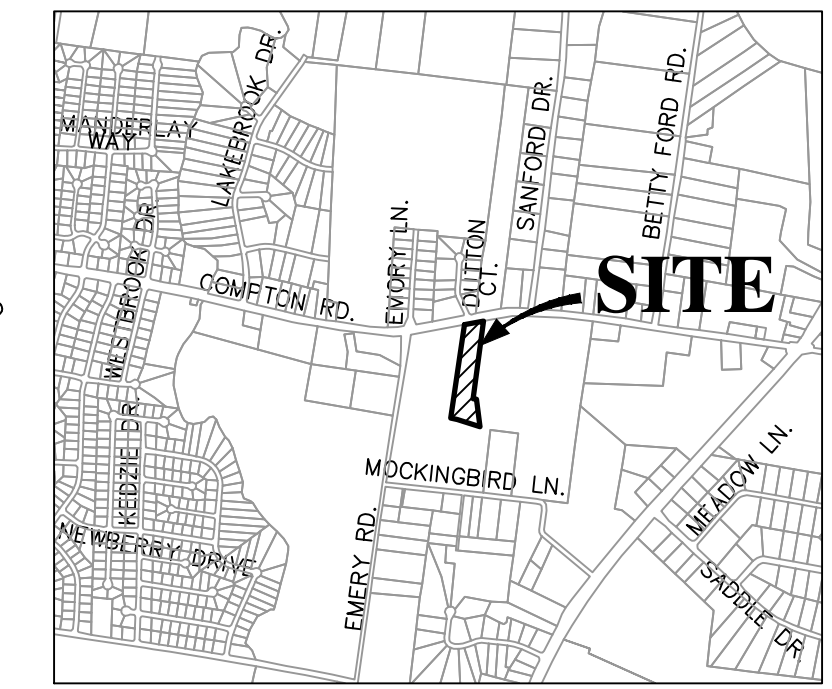 LAKEBROOK DR.
MANDERLAY
WAY
SANFORD DR.
BETTY FORD RD.
EMORY LN.
DUTTON
CT.
WESTBROOK DR
COMPTON RD.
SITE
KEDZIE DR.
MOCKINGBIRD LN.
MEADOW LN.
NEWBERRY DRIVE
EMERY RD.
SADDLE DR.